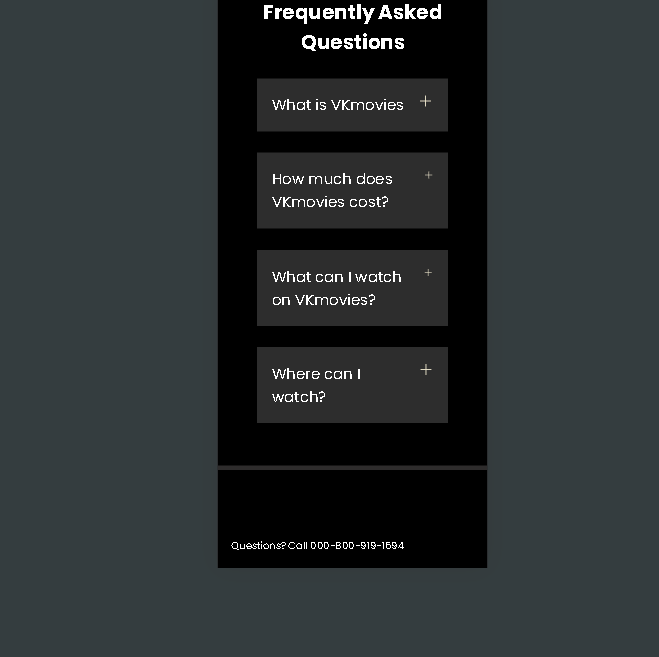 Frequently Asked
Questions
What is VKmovies
How much does
VKmovies cost?
What can I watch
on VKmovies?
Where can I
watch?
Questions? Call 000-800-919-1694